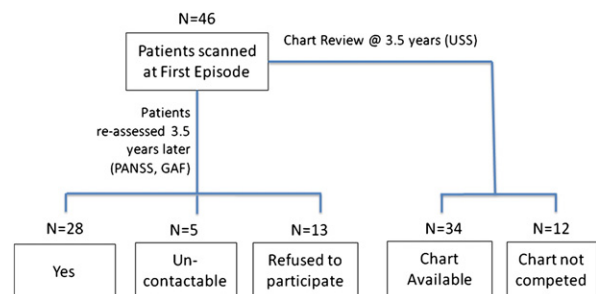 N=46
Patients scanned
at First Episode
Chart Review @ 3.5 years (USS)
Patients
re-assessed 3.5
years later
(PANSS, GAF)
N=28
Yes
N=5
Un-
contactable
N=13
Refused to
participate
N=34
Chart
Available
N=12
Chart not
competed